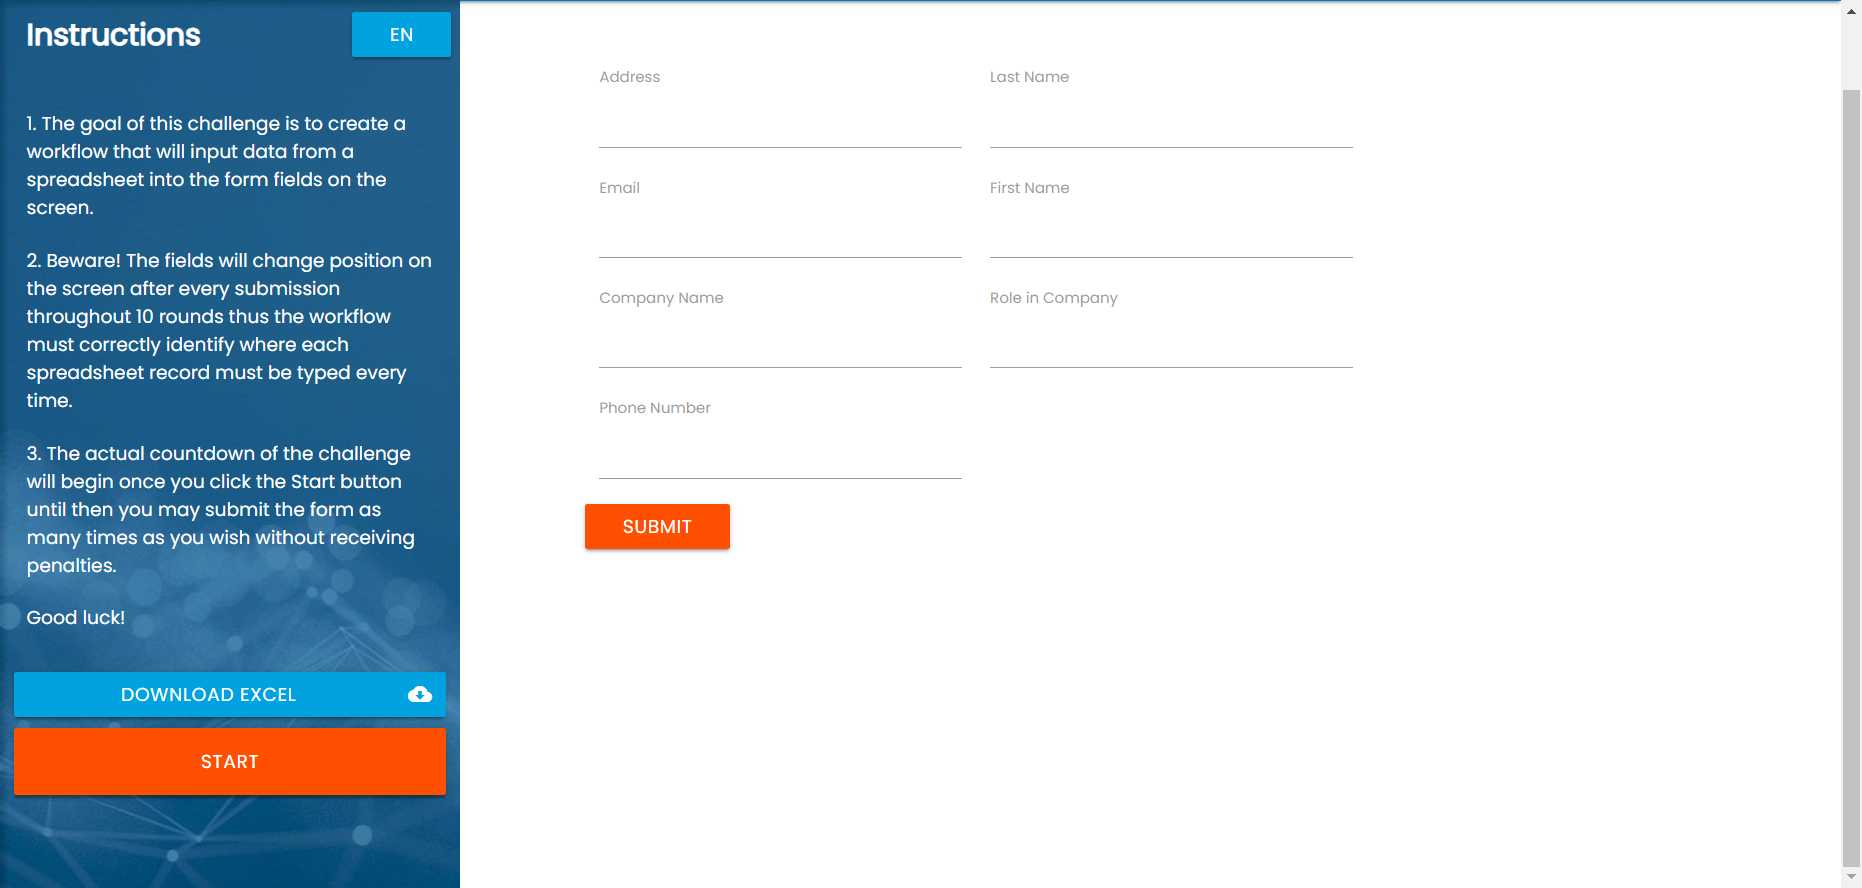 Instructions
EN
1. The goal of this challenge is to create a
workflow that will input data from a
spreadsheet into the form fields on the
screen.
2. Beware! The fields will change position on
the screen after every submission
throughout 10 rounds thus the workflow
must correctly identify where each
spreadsheet record must be typed every
time.
3. The actual countdown of the challenge
will begin once you click the Start button
until then you may submit the form as
many times as you wish without receiving
penalties.
Good luck!
DOWNLOAD EXCEL
START
Address
Last Name
Email
First Name
Company Name
Role in Company
Phone Number
SUBMIT